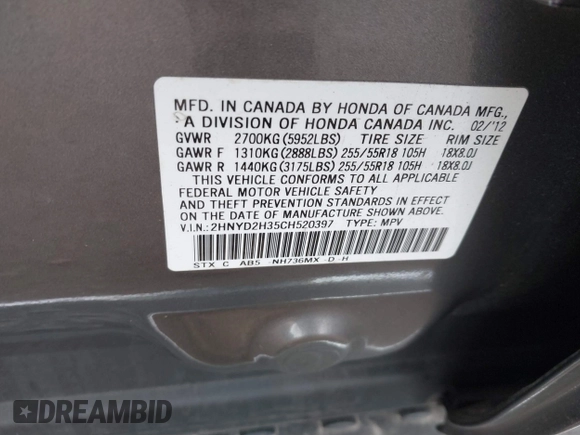 MFD. IN CANADA BY HONDA OF CANADA MFG.,
A DIVISION OF HONDA CANADA INC. 02/'12
GVWR 2700KG(5952LBS) TIRE SIZE RIM SIZE
GAWR F 1310KG(2888LBS) 255/55R18 105H 18X8.0J
GAWR R 1440KG(3175LBS) 255/55R18 105H 18X8.0J
THIS VEHICLE CONFORMS TO ALL APPLICABLE
FEDERAL MOTOR VEHICLE SAFETY
AND THEFT PREVENTION STANDARDS IN EFFECT
ON THE DATE OF MANUFACTURE SHOWN ABOVE.
V.I.N.: 2HNYD2H35CH520397 TYPE: MPV
STX C AB5 NH736MX -D -H
DREAMBID